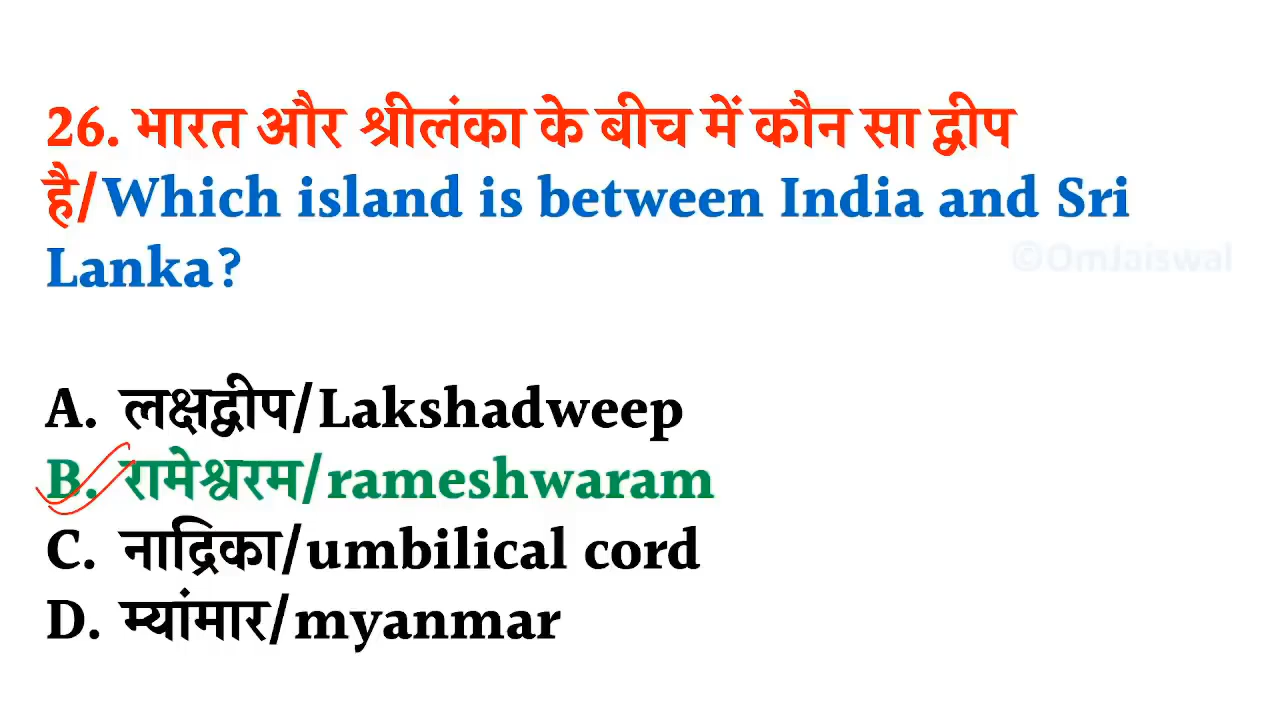 26. भारत और श्रीलंका के बीच में कौन सा द्वीप
है/Which island is between India and Sri
Lanka?
©OmJaiswal
A. लक्षद्वीप/Lakshadweep
B. रामेश्वरम/rameshwaram
C. नाद्रिका/umbilical cord
D. म्यांमार/myanmar